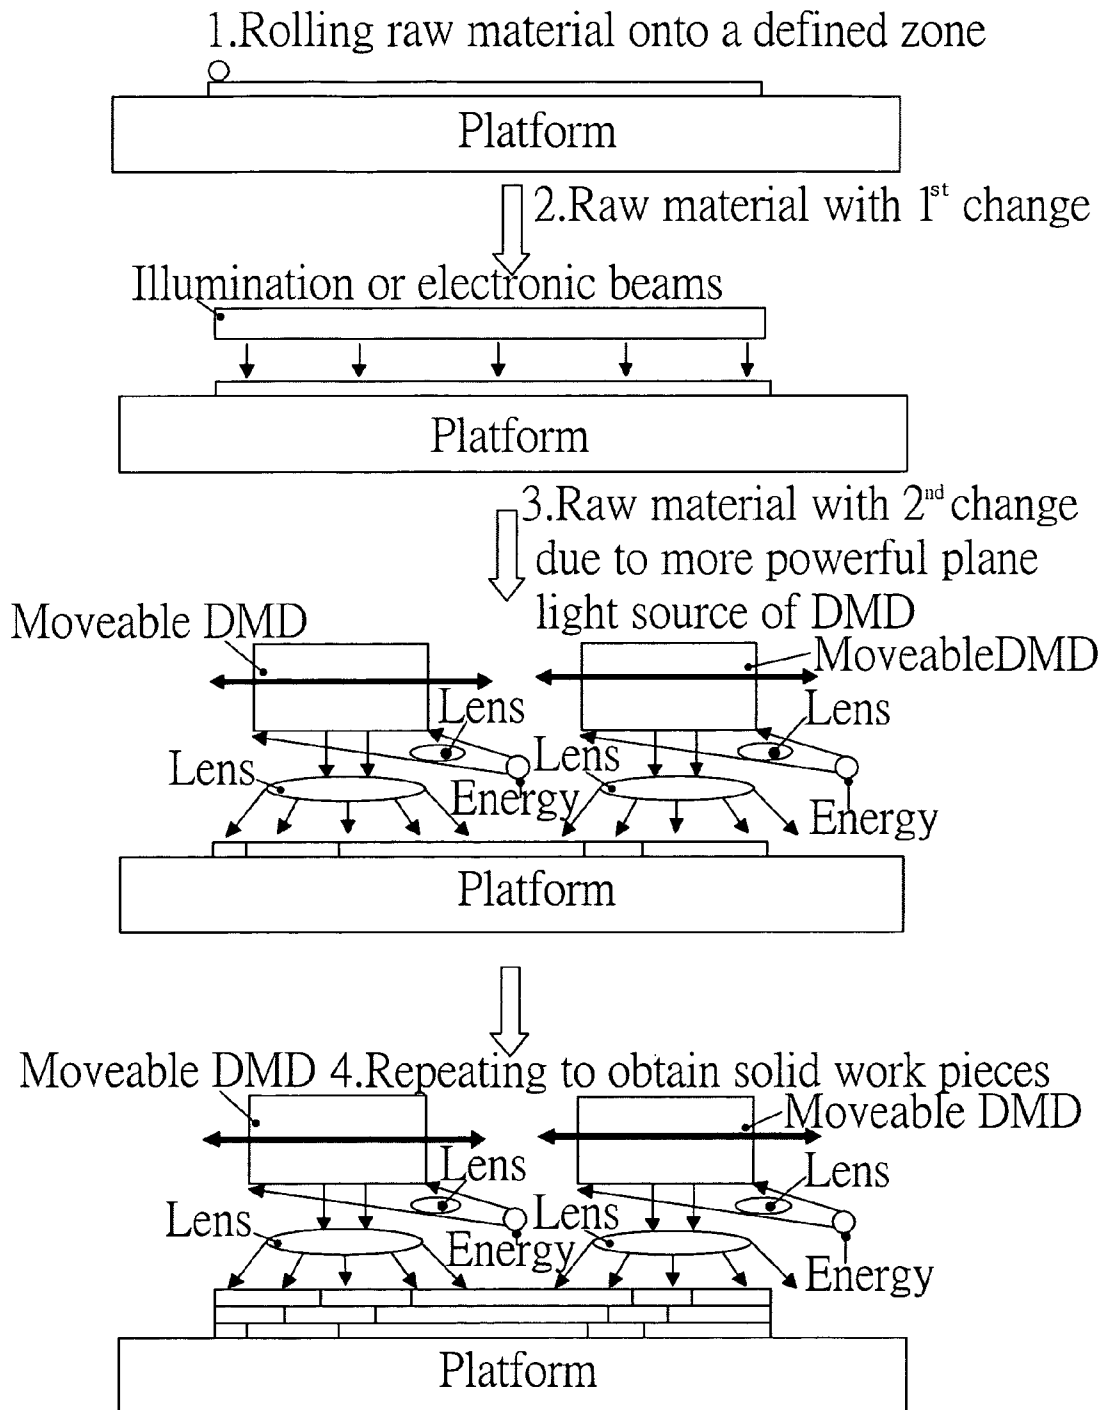 1.Rolling raw material onto a defined zone
Platform
2.Raw material with 1st change
Illumination or electronic beams
Platform
3.Raw material with 2nd change
due to more powerful plane
light source of DMD
Moveable DMD
MoveableDMD
Lens
Lens
Lens
Lens
Energy
Energy
Platform
Moveable DMD 4.Repeating to obtain solid work pieces
Moveable DMD
Lens
Lens
Lens
Lens
Energy
Energy
Platform